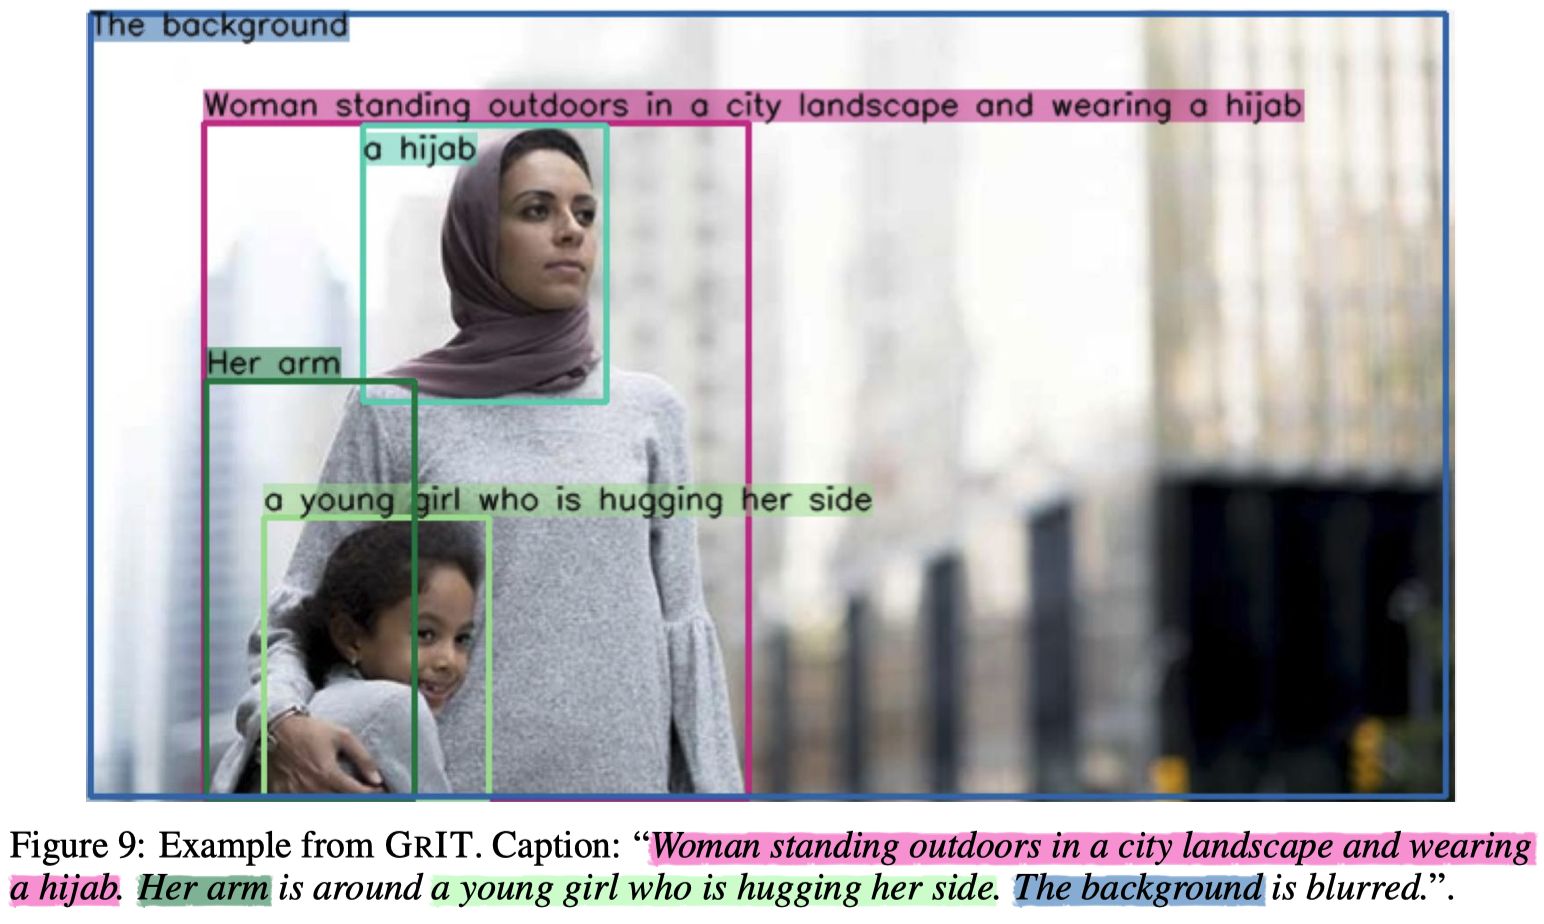 The background
Woman standing outdoors in a city landscape and wearing a hijab
a hijab
Her arm
a young girl who is hugging her side
Figure 9: Example from GRIT. Caption: “Woman standing outdoors in a city landscape and wearing
a hijab. Her arm is around a young girl who is hugging her side. The background is blurred.”.